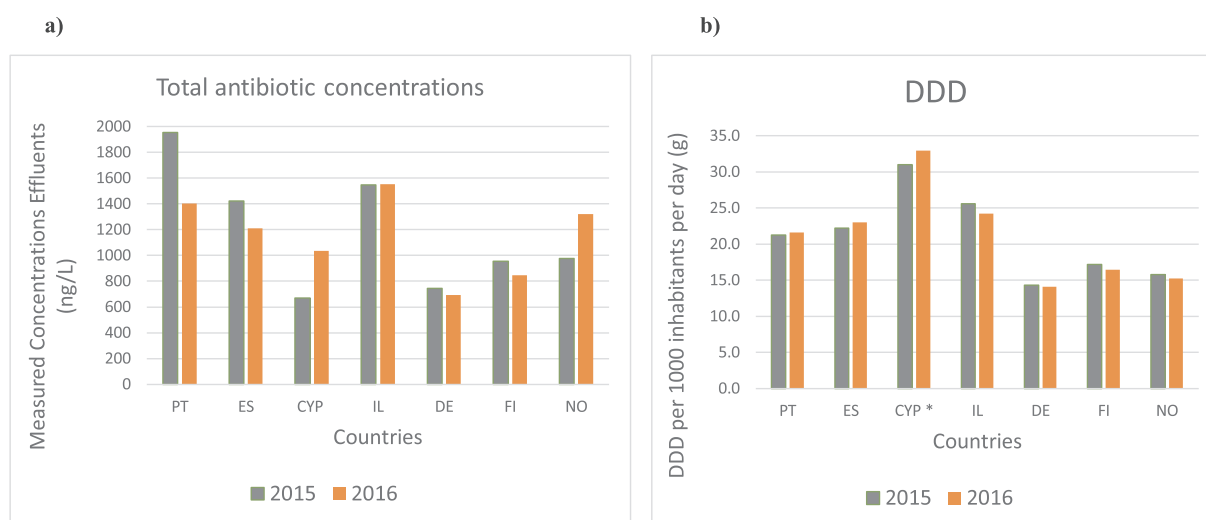 a)
Total antibiotic concentrations
Measured Concentrations Effluents
(ng/L)
2000
1800
1600
1400
1200
1000
800
600
400
200
0
PT ES CYP IL DE FI NO
Countries
2015 2016
b)
DDD
DDD per 1000 inhabitants per day (g)
35.0
30.0
25.0
20.0
15.0
10.0
5.0
0.0
PT ES CYP * IL DE FI NO
Countries
2015 2016